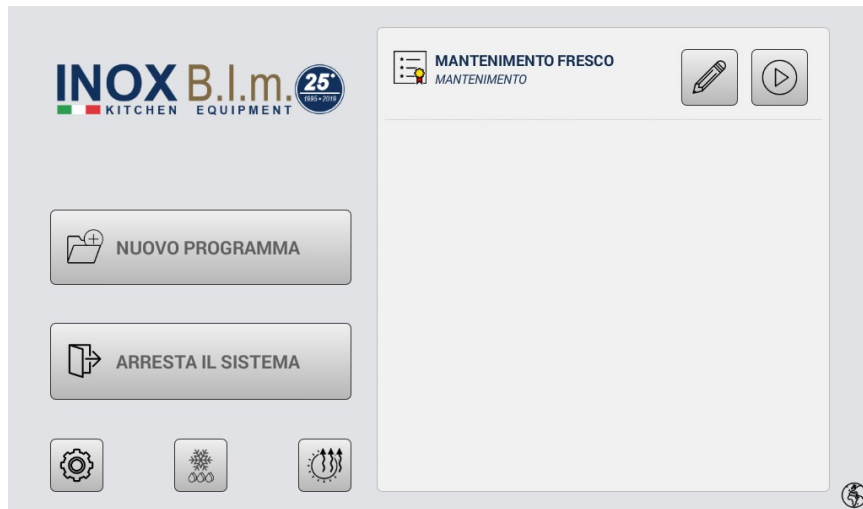 INOX B.I.m. 25°
1995 • 2019
KITCHEN EQUIPMENT
NUOVO PROGRAMMA
ARRESTA IL SISTEMA
MANTENIMENTO FRESCO
MANTENIMENTO